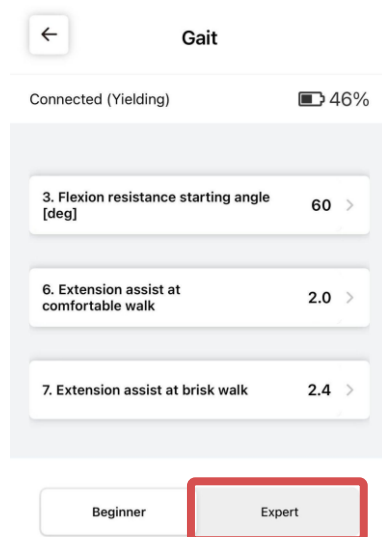 Gait
Connected (Yielding)
46%
3. Flexion resistance starting angle
[deg]
60
6. Extension assist at
comfortable walk
2.0
7. Extension assist at brisk walk
2.4
Beginner
Expert